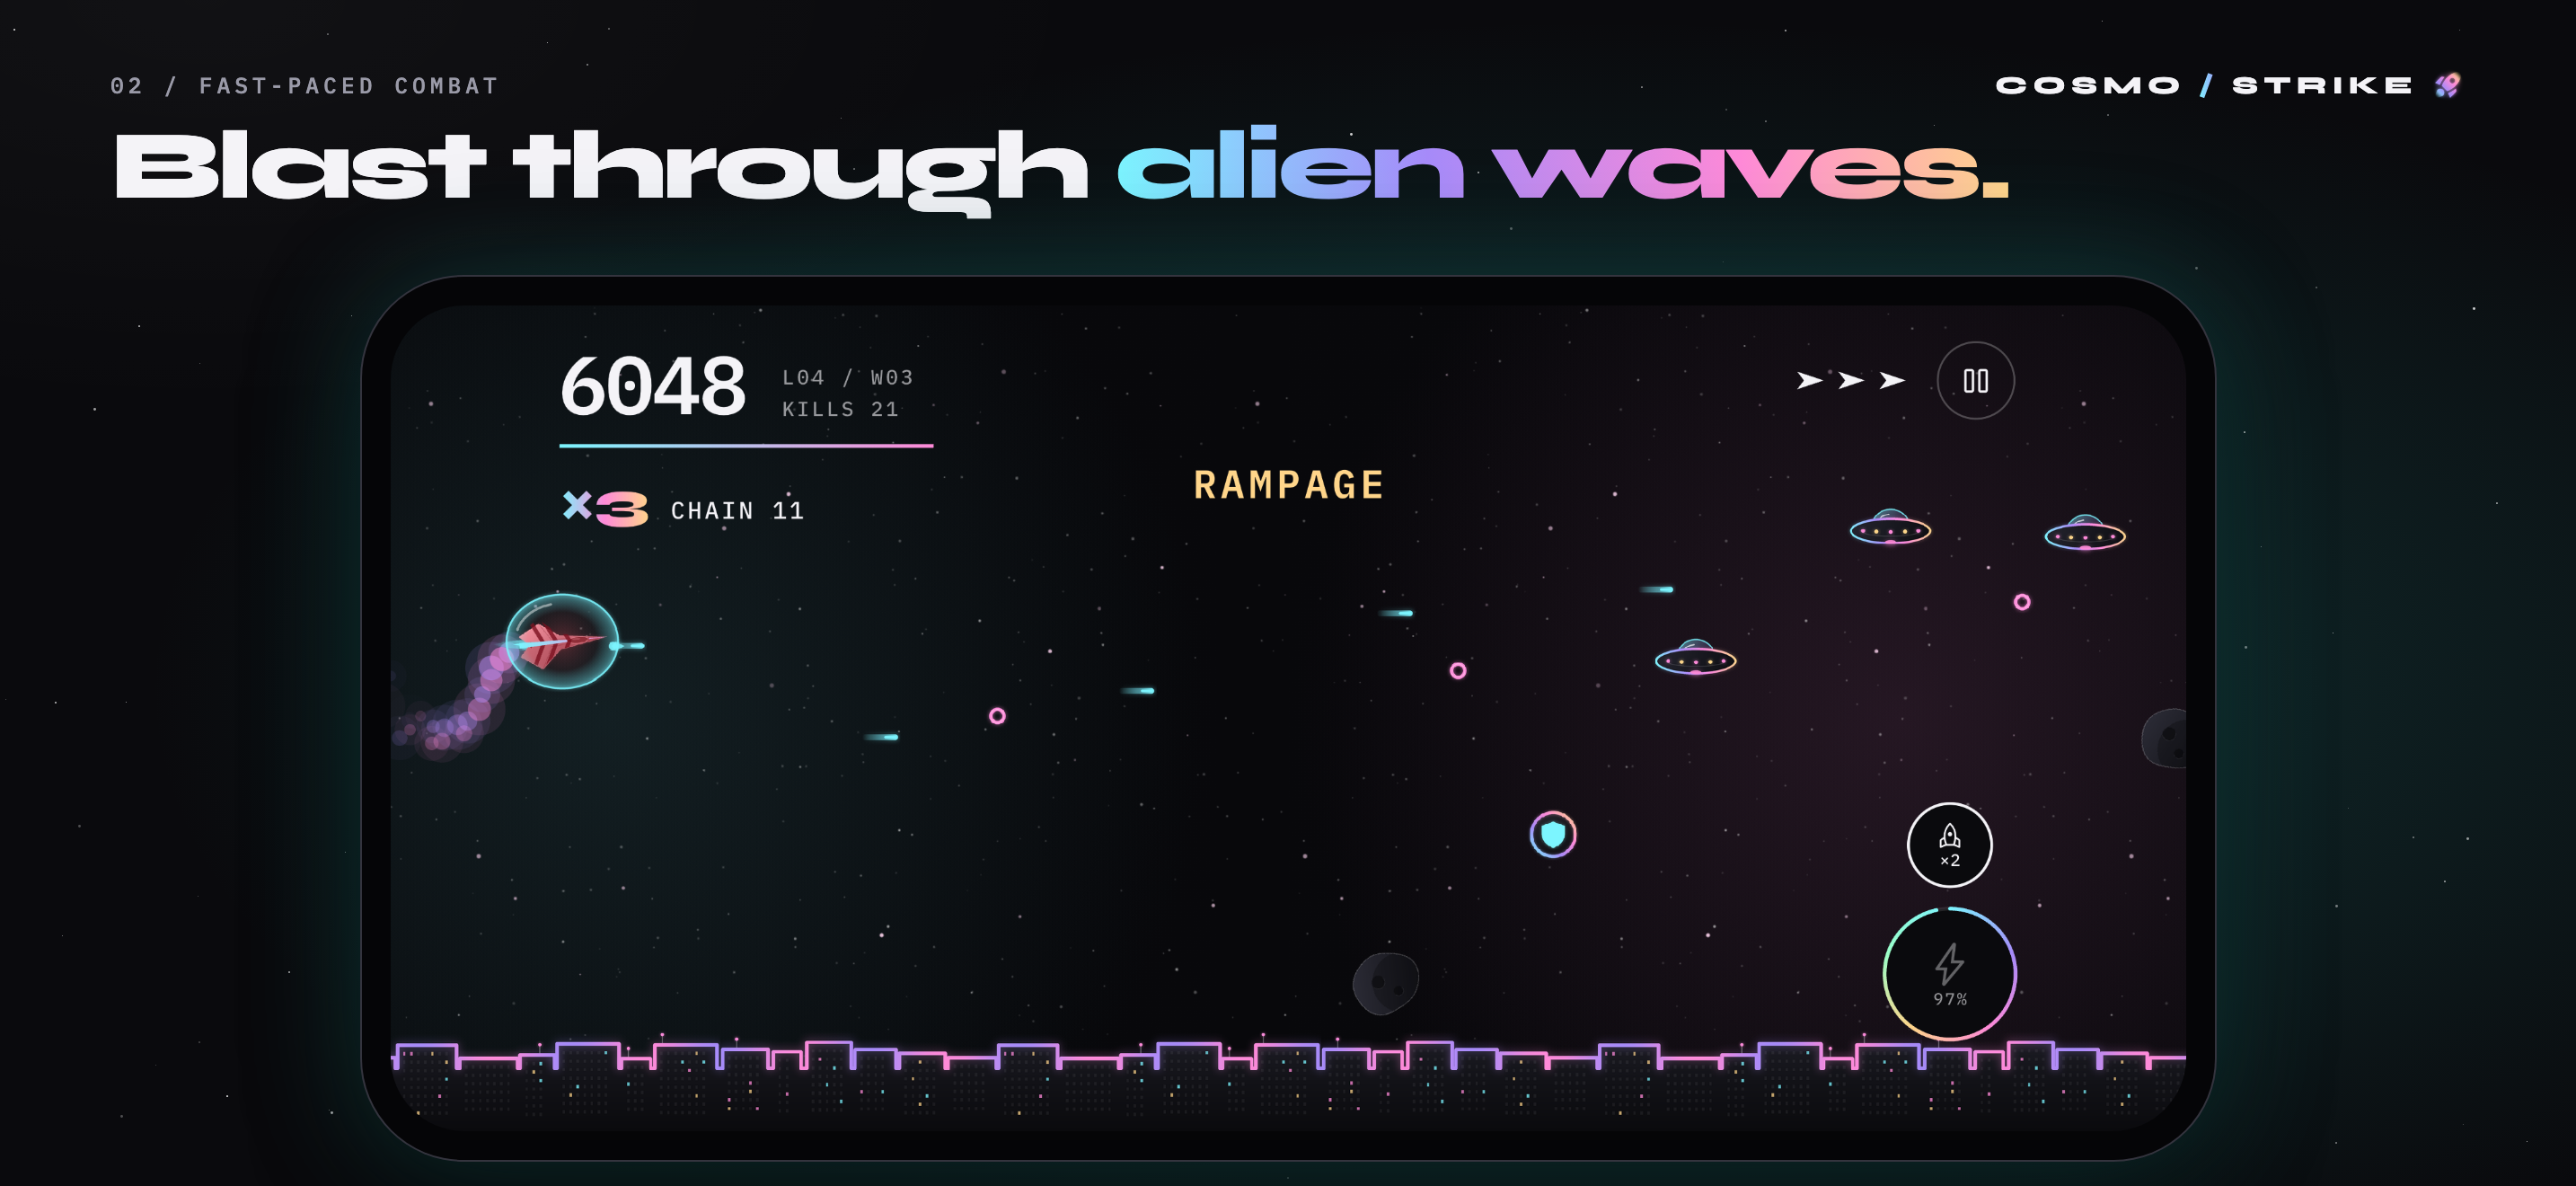 02 / FAST-PACED COMBAT
COSMO / STRIKE
Blast through alien waves.
6048
L04 / W03
KILLS 21
×3 CHAIN 11
RAMPAGE
×2
97%